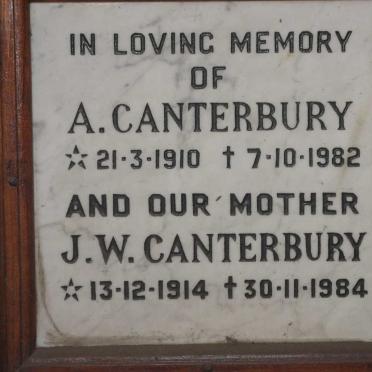 IN LOVING MEMORY
OF
A. CANTERBURY
☆ 21·3·1910 † 7·10·1982
AND OUR MOTHER
J.W. CANTERBURY
☆ 13·12·1914 † 30·11·1984